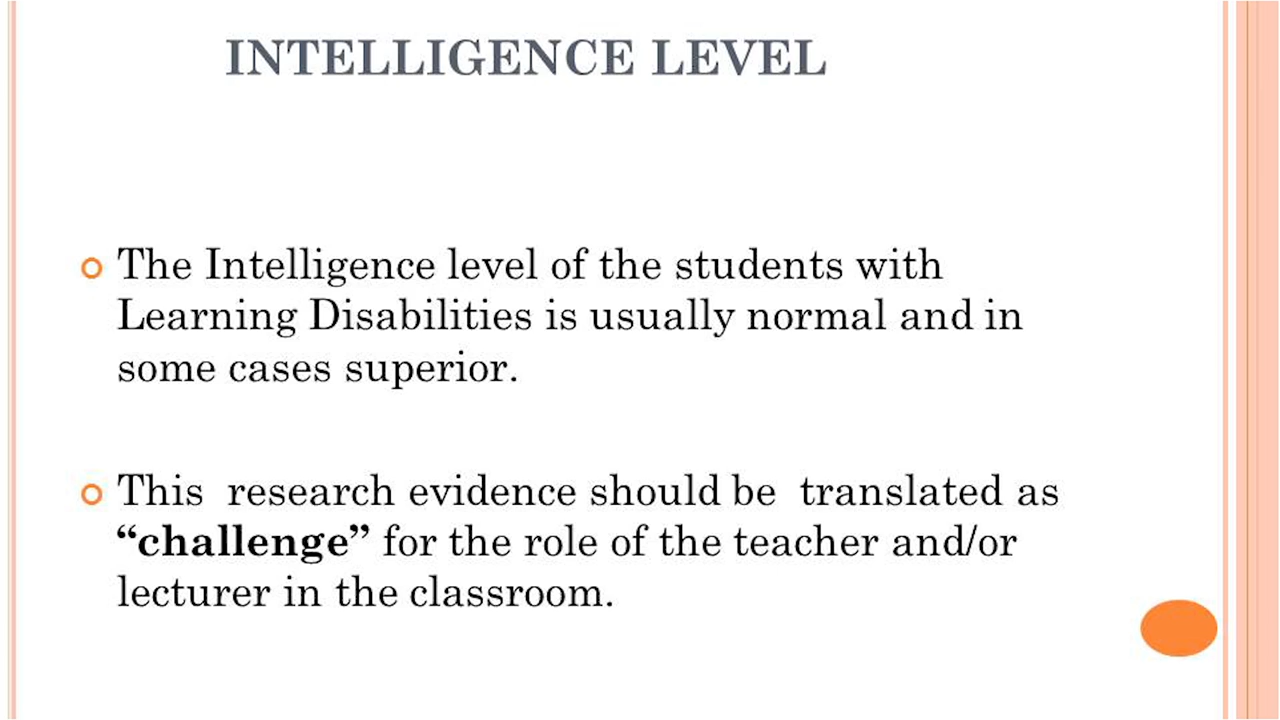 INTELLIGENCE LEVEL
The Intelligence level of the students with
Learning Disabilities is usually normal and in
some cases superior.
This  research evidence should be  translated as
“challenge” for the role of the teacher and/or
lecturer in the classroom.